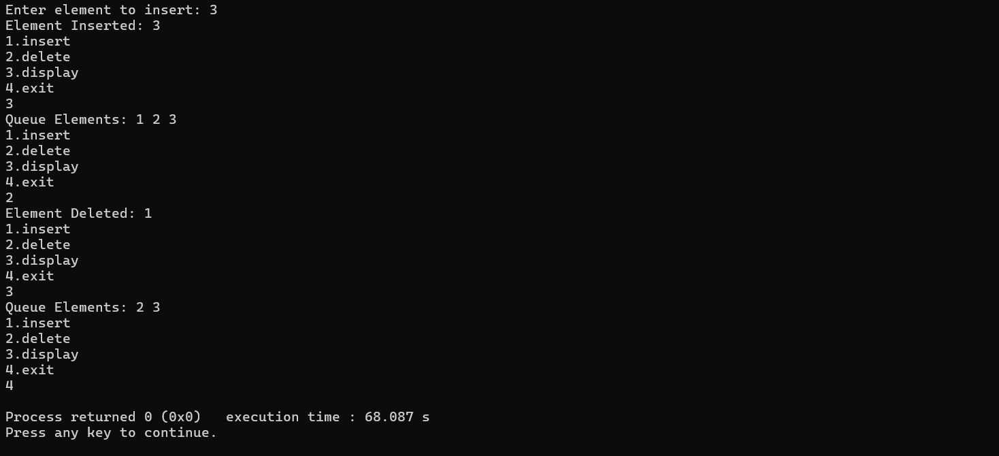 Enter element to insert: 3
Element Inserted: 3
1.insert
2.delete
3.display
4.exit
3
Queue Elements: 1 2 3
1.insert
2.delete
3.display
4.exit
2
Element Deleted: 1
1.insert
2.delete
3.display
4.exit
3
Queue Elements: 2 3
1.insert
2.delete
3.display
4.exit
4

Process returned 0 (0x0)   execution time : 68.087 s
Press any key to continue.